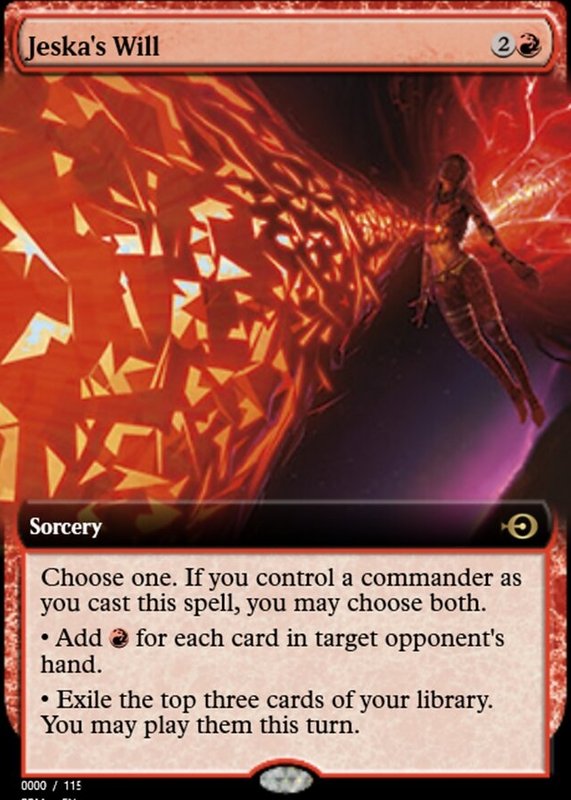 Jeska's Will 2
Sorcery
Choose one. If you control a commander as
you cast this spell, you may choose both.
• Add for each card in target opponent's
hand.
• Exile the top three cards of your library.
You may play them this turn.
0000 / 115